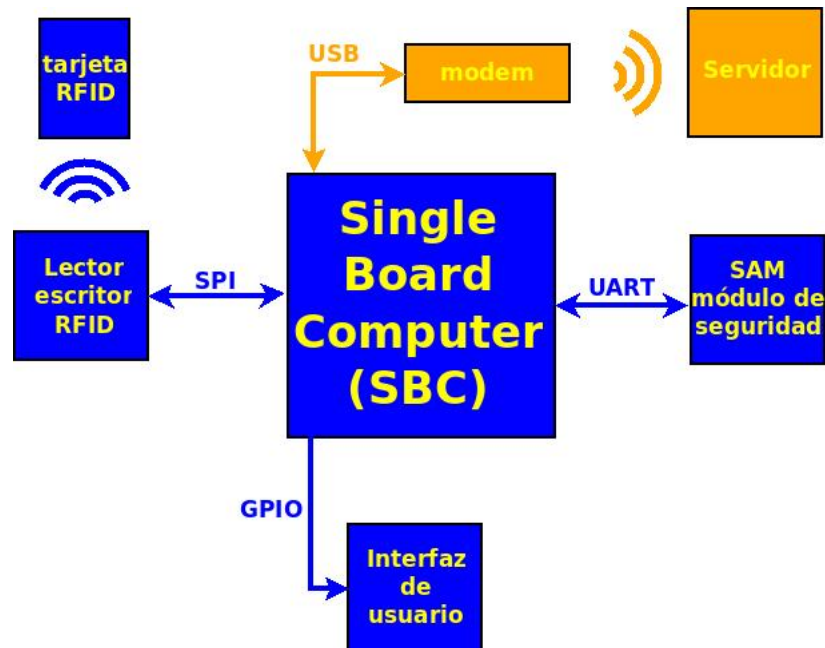 tarjeta
RFID
USB
modem
Servidor
Single
Board
Computer
(SBC)
Lector
escritor
RFID
SPI
UART
SAM
módulo de
seguridad
GPIO
Interfaz
de
usuario